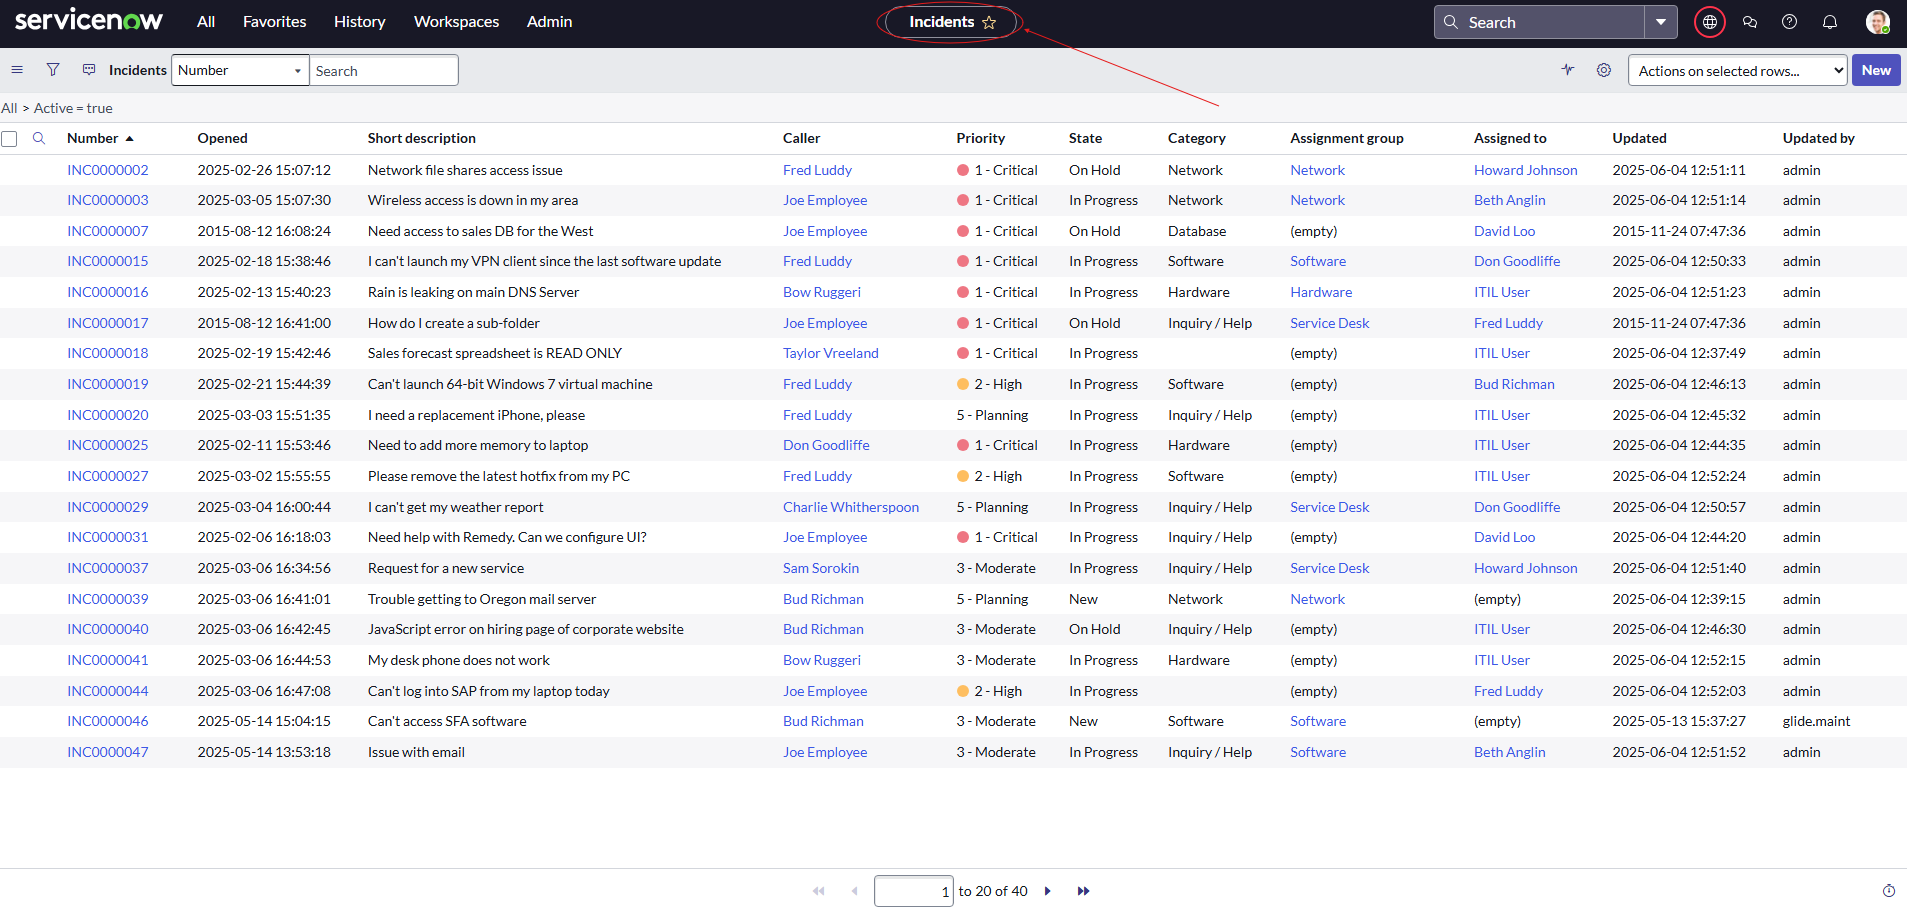 servicenow All Favorites History Workspaces Admin Incidents Search
Incidents Number Search Actions on selected rows... New
All > Active = true
Number Opened Short description Caller Priority State Category Assignment group Assigned to Updated Updated by
INC0000002 2025-02-26 15:07:12 Network file shares access issue Fred Luddy 1 - Critical On Hold Network Network Howard Johnson 2025-06-04 12:51:11 admin
INC0000003 2025-03-05 15:07:30 Wireless access is down in my area Joe Employee 1 - Critical In Progress Network Network Beth Anglin 2025-06-04 12:51:14 admin
INC0000007 2015-08-12 16:08:24 Need access to sales DB for the West Joe Employee 1 - Critical On Hold Database (empty) David Loo 2015-11-24 07:47:36 admin
INC0000015 2025-02-18 15:38:46 I can't launch my VPN client since the last software update Fred Luddy 1 - Critical In Progress Software Software Don Goodliffe 2025-06-04 12:50:33 admin
INC0000016 2025-02-13 15:40:23 Rain is leaking on main DNS Server Bow Ruggeri 1 - Critical In Progress Hardware Hardware ITIL User 2025-06-04 12:51:23 admin
INC0000017 2015-08-12 16:41:00 How do I create a sub-folder Joe Employee 1 - Critical On Hold Inquiry / Help Service Desk Fred Luddy 2015-11-24 07:47:36 admin
INC0000018 2025-02-19 15:42:46 Sales forecast spreadsheet is READ ONLY Taylor Vreeland 1 - Critical In Progress (empty) ITIL User 2025-06-04 12:37:49 admin
INC0000019 2025-02-21 15:44:39 Can't launch 64-bit Windows 7 virtual machine Fred Luddy 2 - High In Progress Software (empty) Bud Richman 2025-06-04 12:46:13 admin
INC0000020 2025-03-03 15:51:35 I need a replacement iPhone, please Fred Luddy 5 - Planning In Progress Inquiry / Help (empty) ITIL User 2025-06-04 12:45:32 admin
INC0000025 2025-02-11 15:53:46 Need to add more memory to laptop Don Goodliffe 1 - Critical In Progress Hardware (empty) ITIL User 2025-06-04 12:44:35 admin
INC0000027 2025-03-02 15:55:55 Please remove the latest hotfix from my PC Fred Luddy 2 - High In Progress Software (empty) ITIL User 2025-06-04 12:52:24 admin
INC0000029 2025-03-04 16:00:44 I can't get my weather report Charlie Whitherspoon 5 - Planning In Progress Inquiry / Help Service Desk Don Goodliffe 2025-06-04 12:50:57 admin
INC0000031 2025-02-06 16:18:03 Need help with Remedy. Can we configure UI? Joe Employee 1 - Critical In Progress Inquiry / Help (empty) David Loo 2025-06-04 12:44:20 admin
INC0000037 2025-03-06 16:34:56 Request for a new service Sam Sorokin 3 - Moderate In Progress Inquiry / Help Service Desk Howard Johnson 2025-06-04 12:51:40 admin
INC0000039 2025-03-06 16:41:01 Trouble getting to Oregon mail server Bud Richman 5 - Planning New Network Network (empty) 2025-06-04 12:39:15 admin
INC0000040 2025-03-06 16:42:45 JavaScript error on hiring page of corporate website Bud Richman 3 - Moderate On Hold Inquiry / Help (empty) ITIL User 2025-06-04 12:46:30 admin
INC0000041 2025-03-06 16:44:53 My desk phone does not work Bow Ruggeri 3 - Moderate In Progress Hardware (empty) ITIL User 2025-06-04 12:52:15 admin
INC0000044 2025-03-06 16:47:08 Can't log into SAP from my laptop today Joe Employee 2 - High In Progress (empty) Fred Luddy 2025-06-04 12:52:03 admin
INC0000046 2025-05-14 15:04:15 Can't access SFA software Bud Richman 3 - Moderate New Software Software (empty) 2025-05-13 15:37:27 glide.maint
INC0000047 2025-05-14 13:53:18 Issue with email Joe Employee 3 - Moderate In Progress Inquiry / Help Software Beth Anglin 2025-06-04 12:51:52 admin
1 to 20 of 40